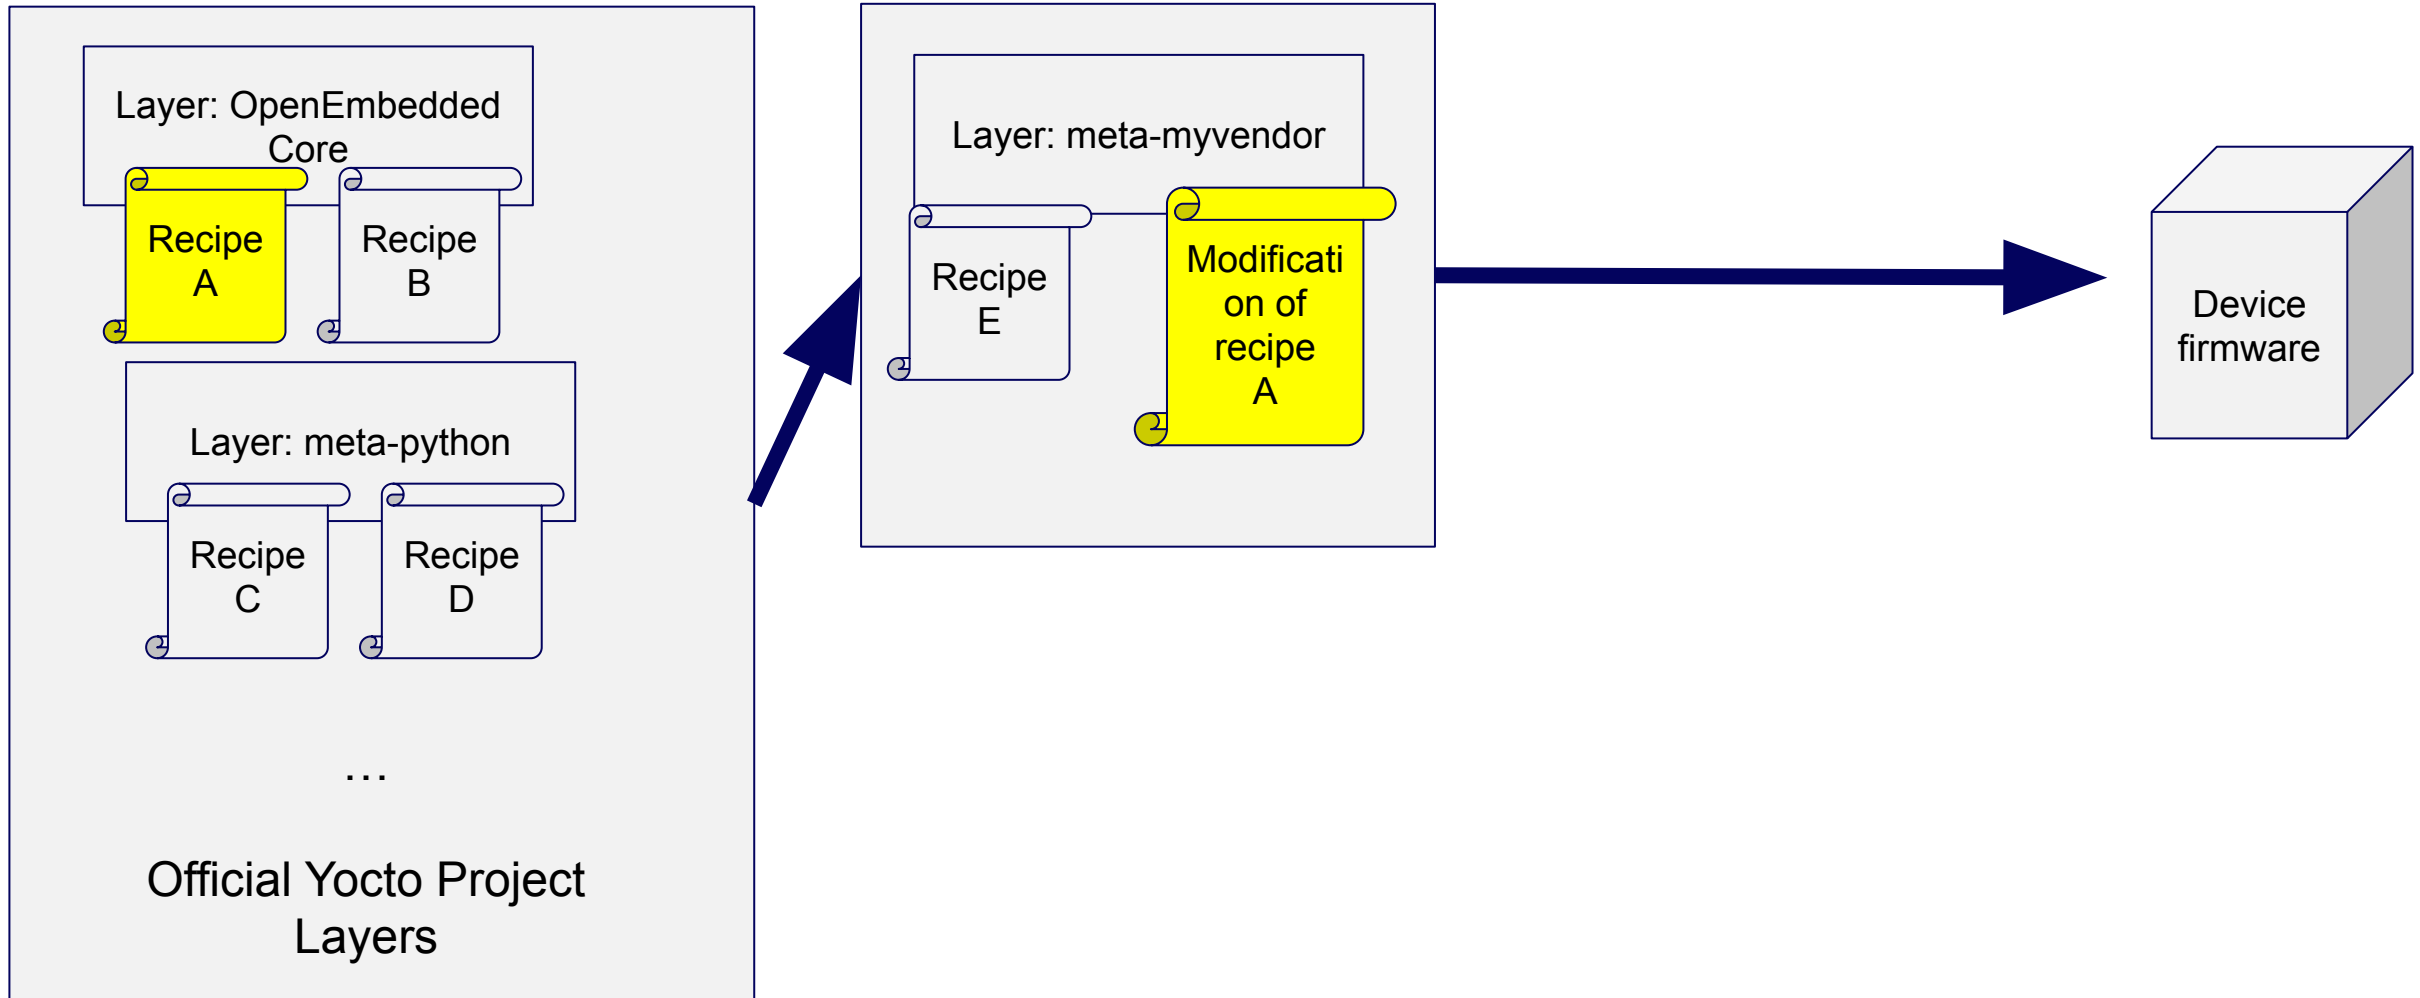 Layer: OpenEmbedded
Core
Recipe
A
Recipe
B
Layer: meta-python
Recipe
C
Recipe
D
...
Official Yocto Project
Layers
Layer: meta-myvendor
Recipe
E
Modificati
on of
recipe
A
Device
firmware